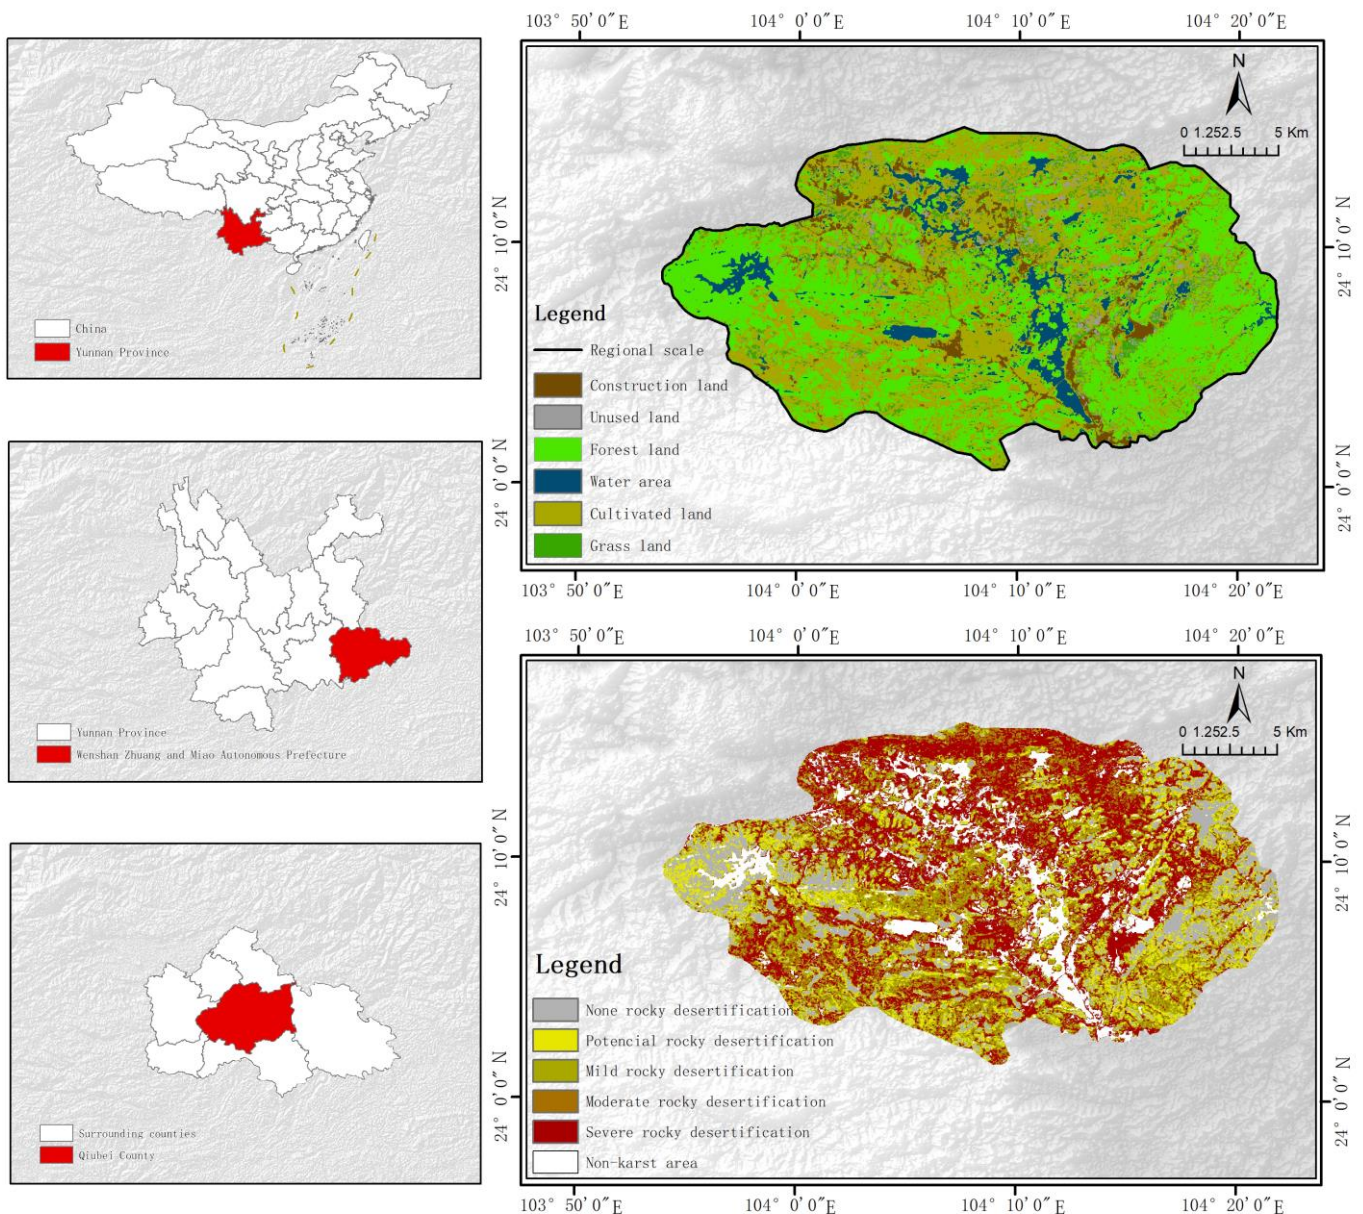 China
Yunnan Province
Yunnan Province
Wenshan Zhuang and Miao Autonomous Prefecture
Surrounding counties
Qiubei County
103° 50′ 0″ E
104° 0′ 0″ E
104° 10′ 0″ E
104° 20′ 0″ E
N
0 1.252.5 5 Km
24° 10′ 0″ N
24° 10′ 0″ N
24° 0′ 0″ N
24° 0′ 0″ N
Legend
Regional scale
Construction land
Unused land
Forest land
Water area
Cultivated land
Grass land
103° 50′ 0″ E
104° 0′ 0″ E
104° 10′ 0″ E
104° 20′ 0″ E
103° 50′ 0″ E
104° 0′ 0″ E
104° 10′ 0″ E
104° 20′ 0″ E
N
0 1.252.5 5 Km
24° 10′ 0″ N
24° 10′ 0″ N
24° 0′ 0″ N
24° 0′ 0″ N
Legend
None rocky desertification
Potencial rocky desertification
Mild rocky desertification
Moderate rocky desertification
Severe rocky desertification
Non-karst area
103° 50′ 0″ E
104° 0′ 0″ E
104° 10′ 0″ E
104° 20′ 0″ E